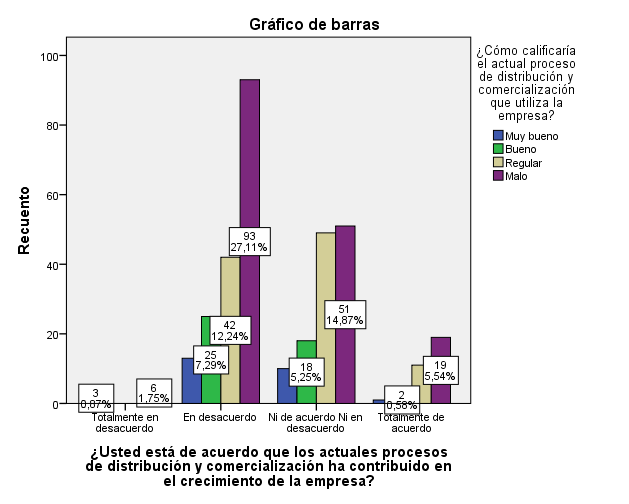 Gráfico de barras
¿Cómo calificaría
el actual proceso
de distribución y
comercialización
que utiliza la
empresa?
Muy bueno
Bueno
Regular
Malo
Recuento
100
80
60
40
20
0
3
0,87%
6
1,75%
25
7,29%
42
12,24%
93
27,11%
18
5,25%
51
14,87%
2
0,58%
19
5,54%
Totalmente en
desacuerdo
En desacuerdo
Ni de acuerdo Ni en
desacuerdo
Totalmente de
acuerdo
¿Usted está de acuerdo que los actuales procesos
de distribución y comercialización ha contribuido en
el crecimiento de la empresa?